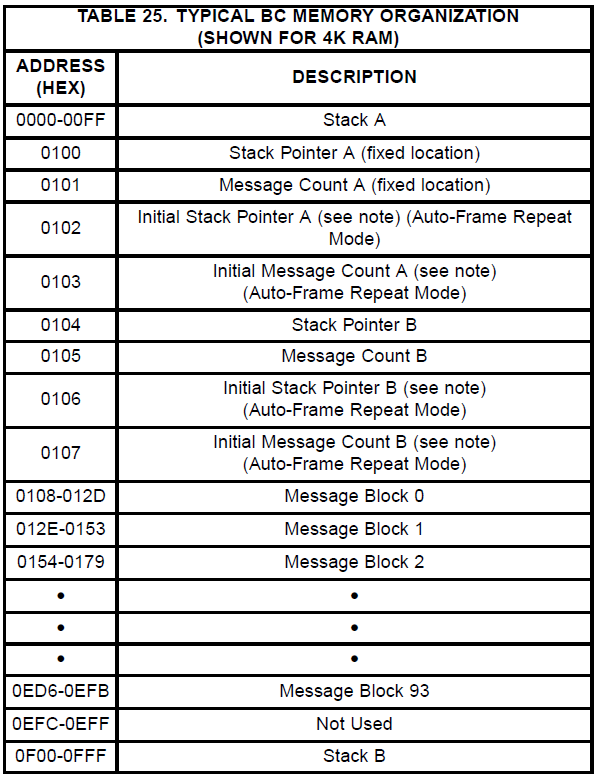 TABLE 25. TYPICAL BC MEMORY ORGANIZATION
(SHOWN FOR 4K RAM)
ADDRESS
(HEX)
DESCRIPTION
0000-00FF
Stack A
0100
Stack Pointer A (fixed location)
0101
Message Count A (fixed location)
0102
Initial Stack Pointer A (see note) (Auto-Frame Repeat
Mode)
0103
Initial Message Count A (see note)
(Auto-Frame Repeat Mode)
0104
Stack Pointer B
0105
Message Count B
0106
Initial Stack Pointer B (see note)
(Auto-Frame Repeat Mode)
0107
Initial Message Count B (see note)
(Auto-Frame Repeat Mode)
0108-012D
Message Block 0
012E-0153
Message Block 1
0154-0179
Message Block 2
• •
• •
• •
0ED6-0EFB
Message Block 93
0EFC-0EFF
Not Used
0F00-0FFF
Stack B